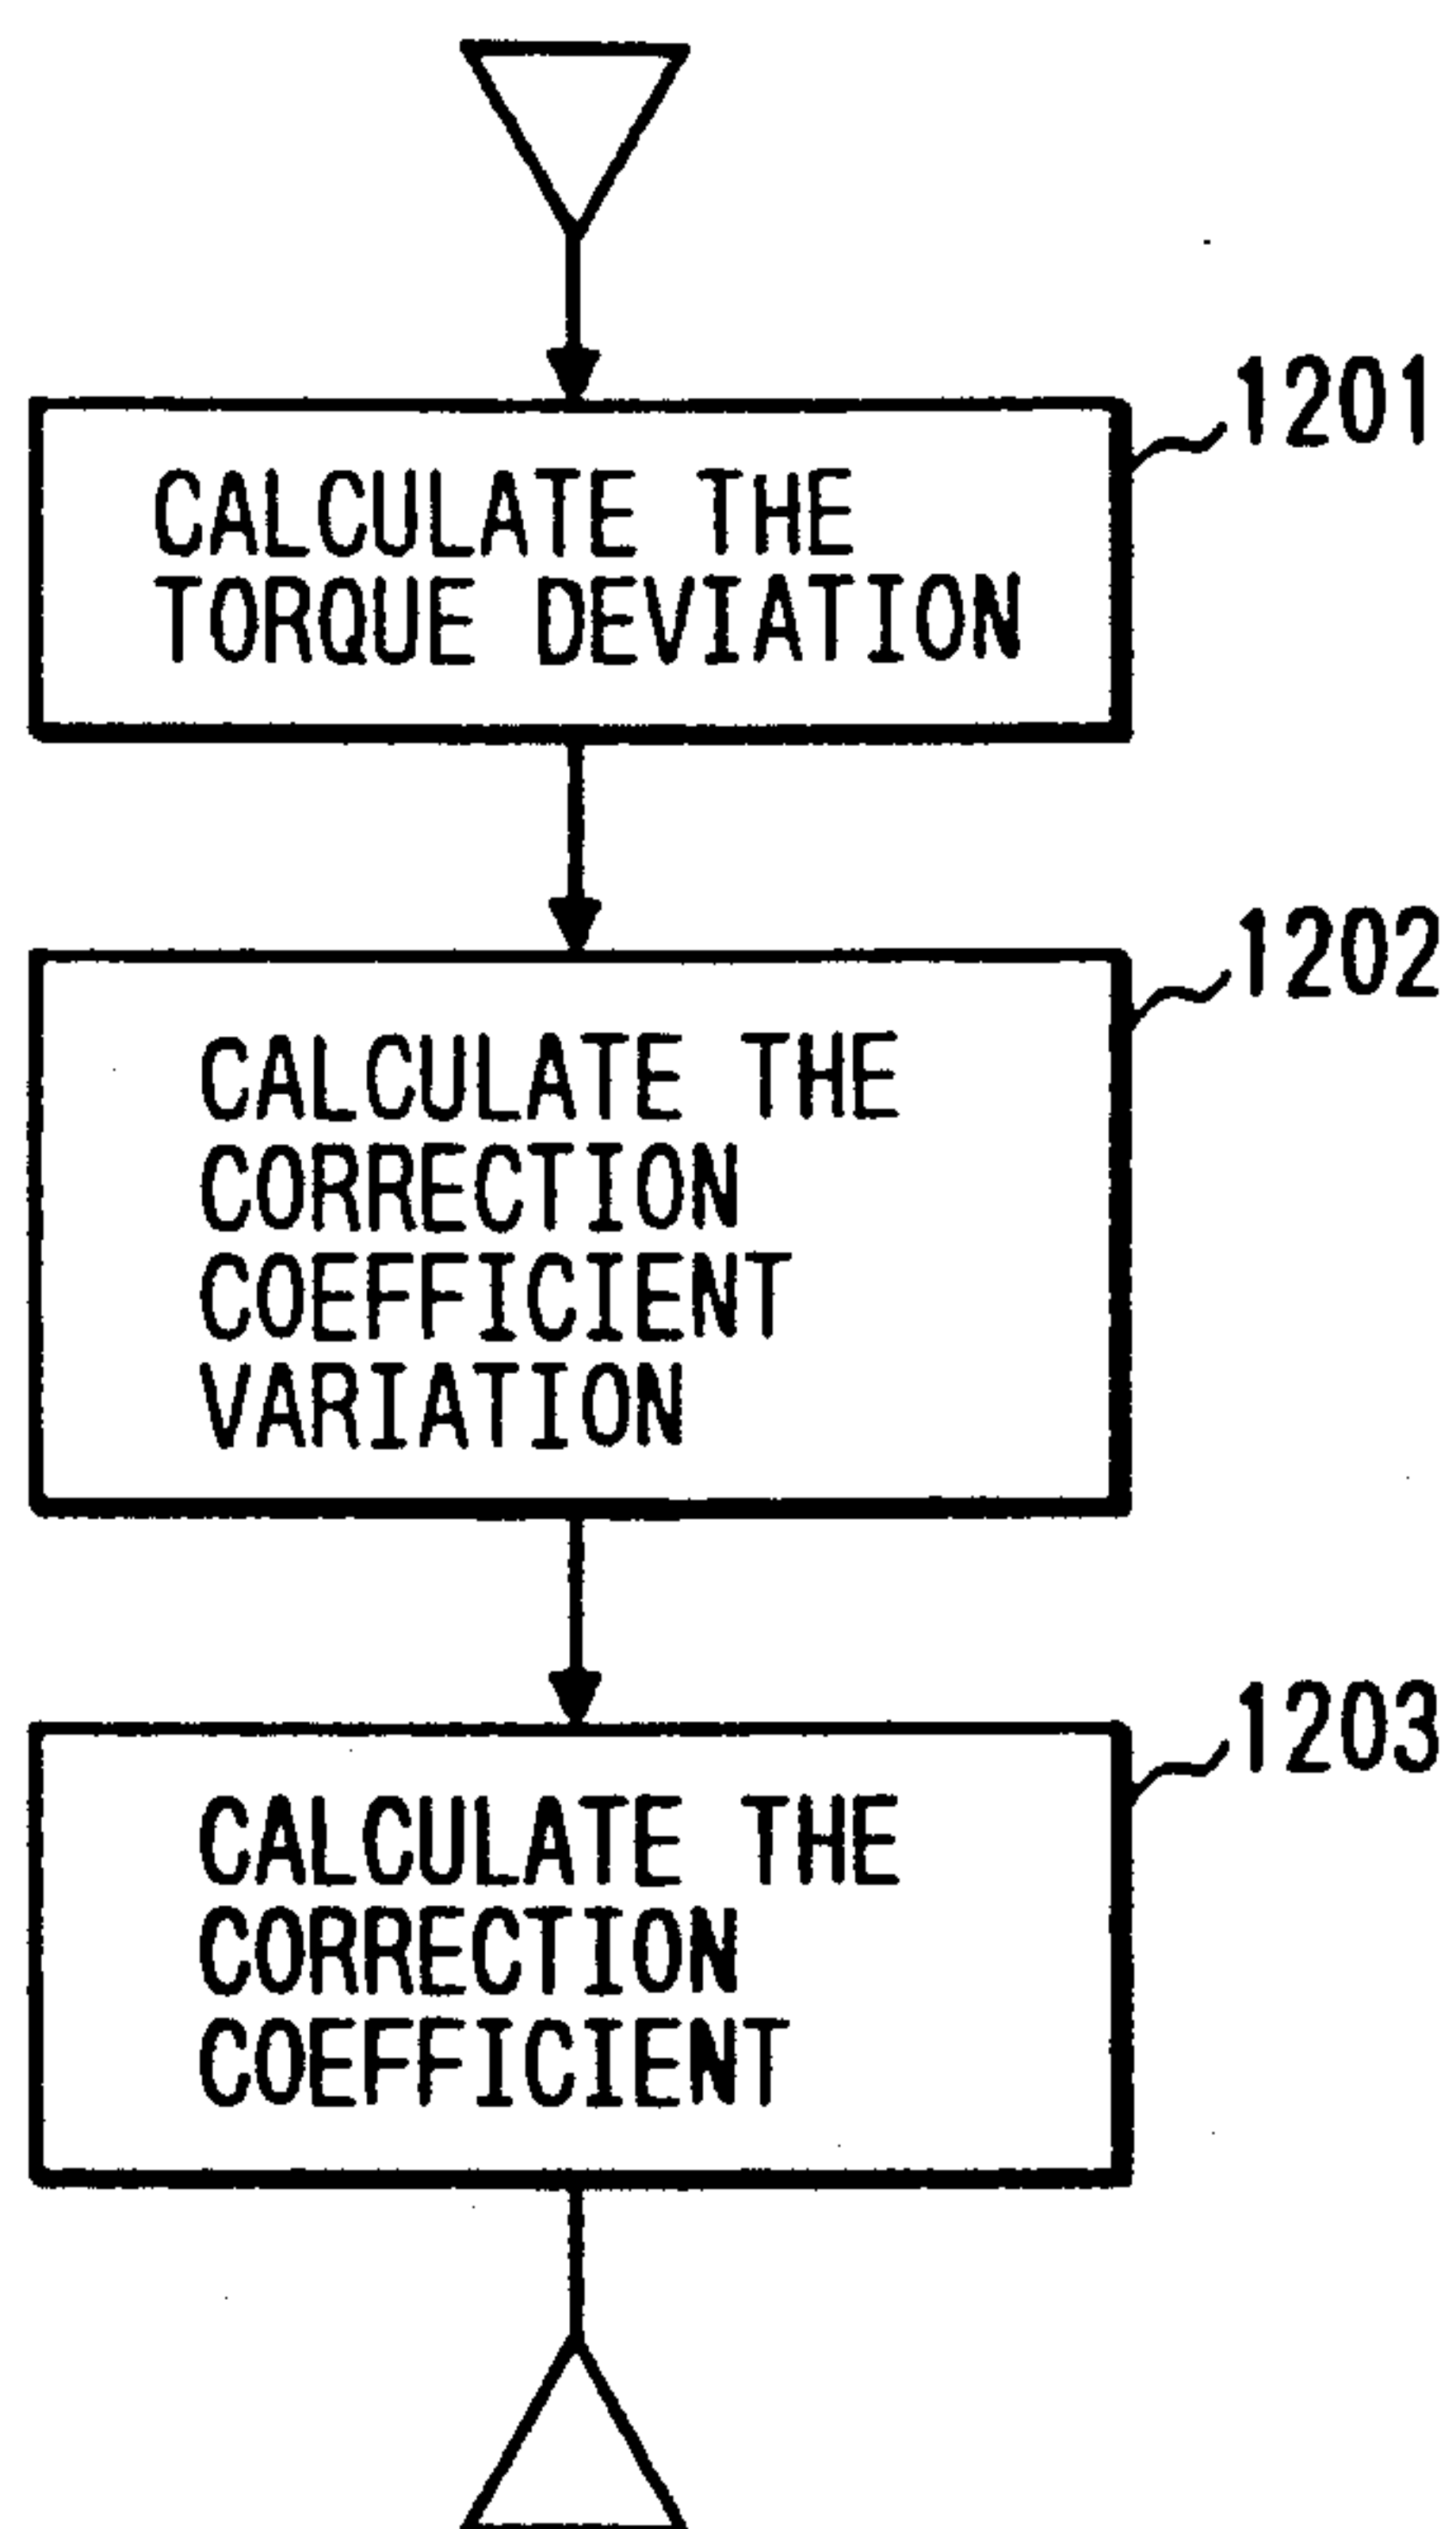 1201
CALCULATE THE
TORQUE DEVIATION
1202
CALCULATE THE
CORRECTION
COEFFICIENT
VARIATION
1203
CALCULATE THE
CORRECTION
COEFFICIENT